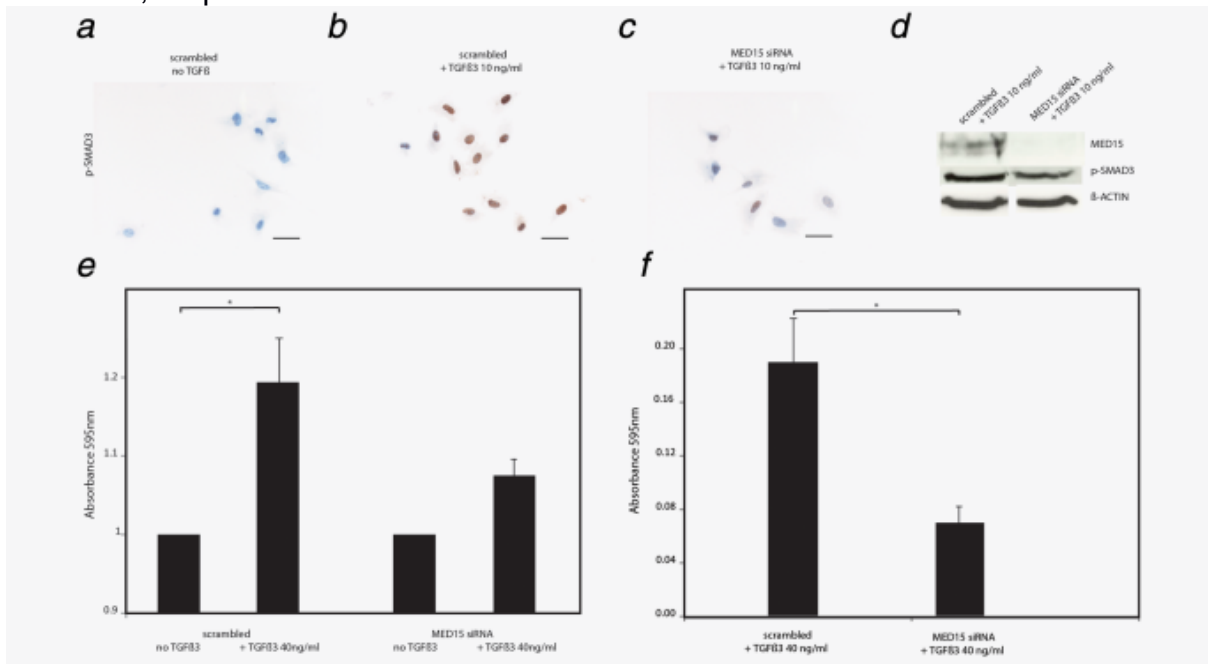 a
b
c
d
scrambled
no TGFß
scrambled
+ TGFß3 10 ng/ml
MED15 siRNA
+ TGFß3 10 ng/ml
scrambled
+ TGFß3 10 ng/ml
MED15 siRNA
+ TGFß3 10 ng/ml
p-SMAD3
MED15
p-SMAD3
ß-ACTIN
e
f
*
*
Absorbance 595nm
1.2
1.1
1
0.9
scrambled
no TGFß3
+ TGFß3 40ng/ml
MED15 siRNA
no TGFß3
+ TGFß3 40ng/ml
Absorbance 595nm
0.20
0.16
0.12
0.08
0.04
0.00
scrambled
+ TGFß3 40 ng/ml
MED15 siRNA
+ TGFß3 40 ng/ml